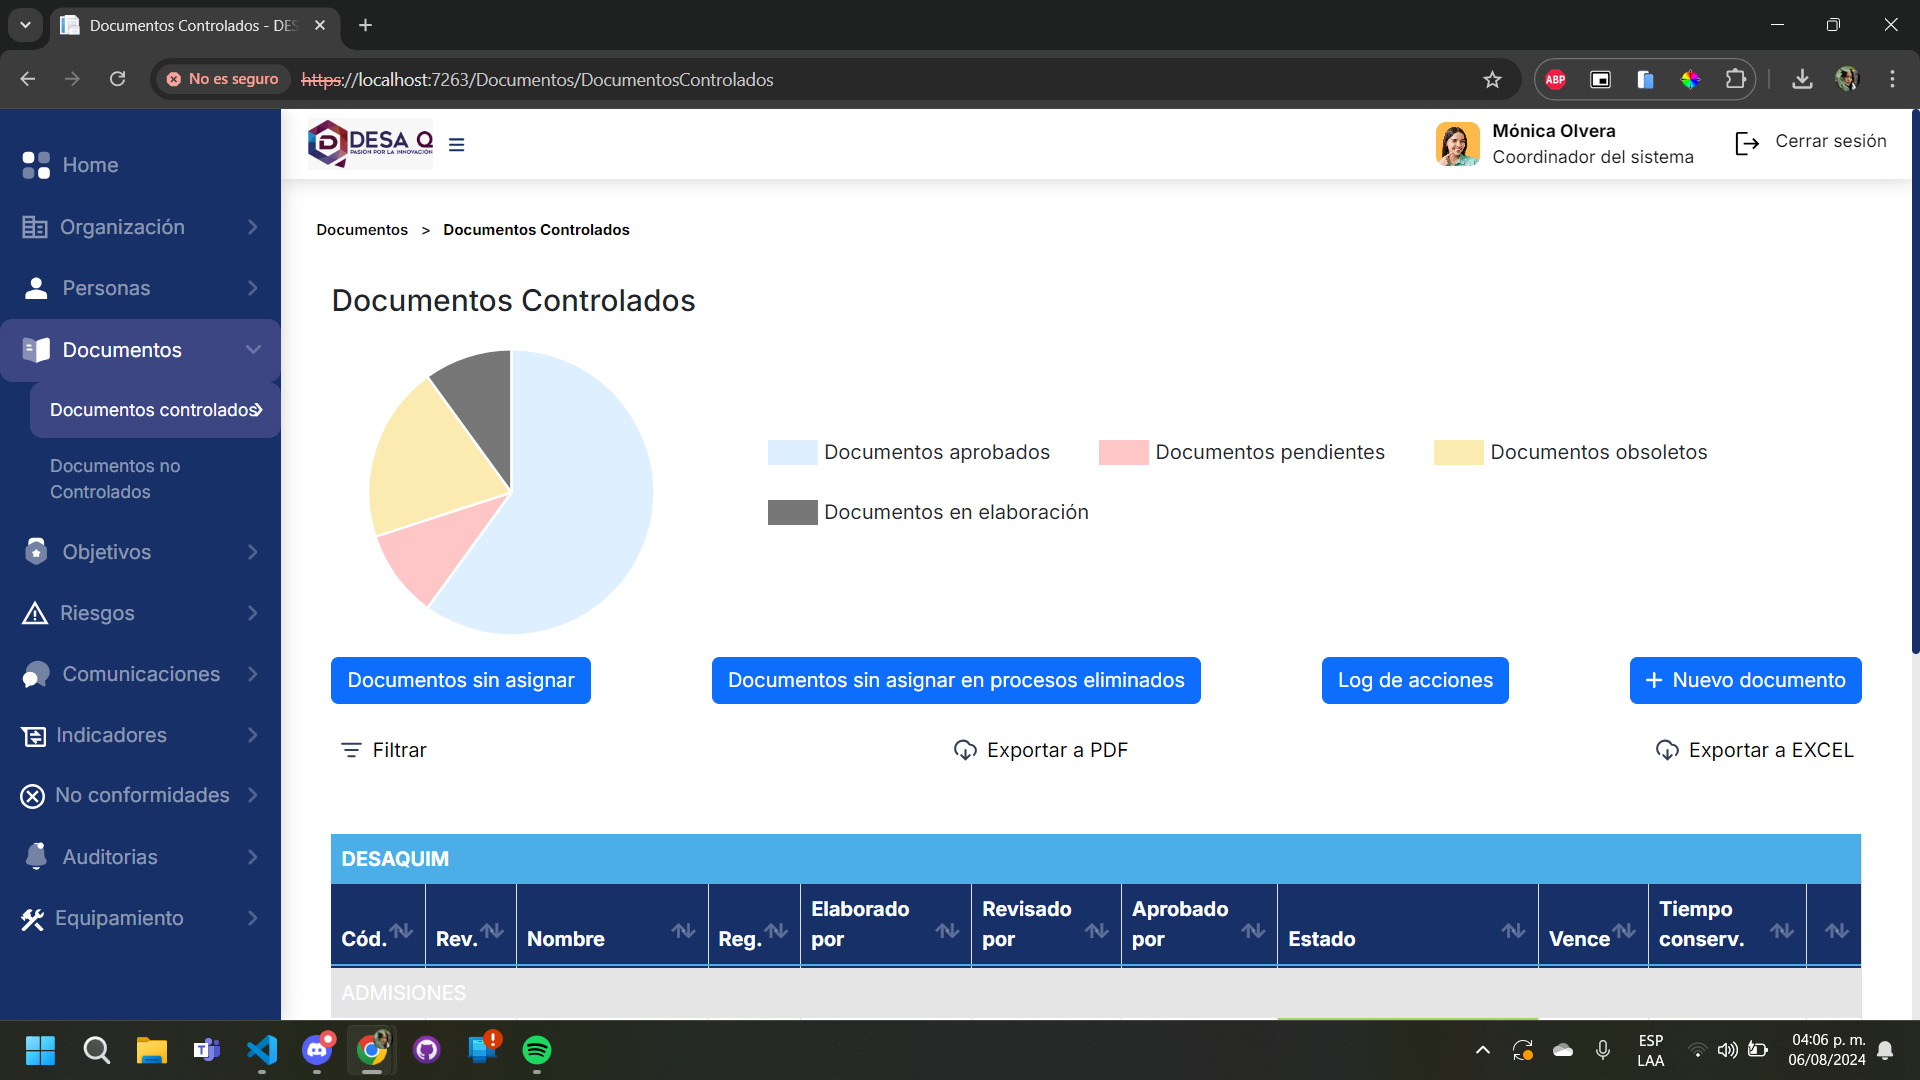 Documentos Controlados - DES
No es seguro
https://localhost:7263/Documentos/DocumentosControlados
ABP
DESA Q
PASIÓN POR LA INNOVACIÓN
Mónica Olvera
Coordinador del sistema
Cerrar sesión
Home
Organización
Personas
Documentos
Documentos controlados
Documentos no
Controlados
Objetivos
Riesgos
Comunicaciones
Indicadores
No conformidades
Auditorias
Equipamiento
Documentos > Documentos Controlados
Documentos Controlados
Documentos aprobados
Documentos pendientes
Documentos obsoletos
Documentos en elaboración
Documentos sin asignar
Documentos sin asignar en procesos eliminados
Log de acciones
+ Nuevo documento
Filtrar
Exportar a PDF
Exportar a EXCEL
DESAQUIM
Cód.
Rev.
Nombre
Reg.
Elaborado
por
Revisado
por
Aprobado
por
Estado
Vence
Tiempo
conserv.
ADMISIONES
ESP
LAA
04:06 p. m.
06/08/2024